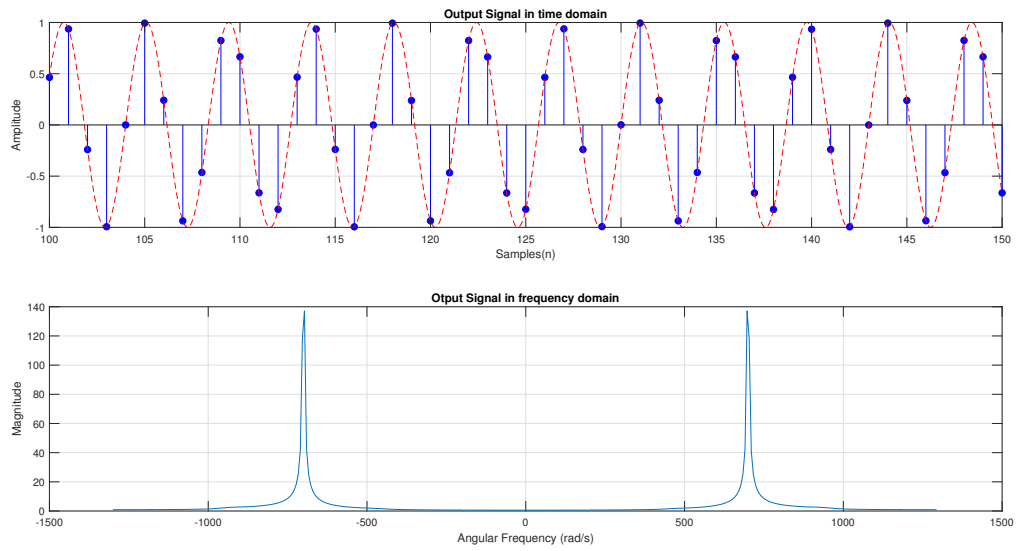 Output Signal in time domain
1
0.5
0
-0.5
-1
Amplitude
100 105 110 115 120 125 130 135 140 145 150
Samples(n)
Otput Signal in frequency domain
140
120
100
80
60
40
20
0
Magnitude
-1500 -1000 -500 0 500 1000 1500
Angular Frequency (rad/s)